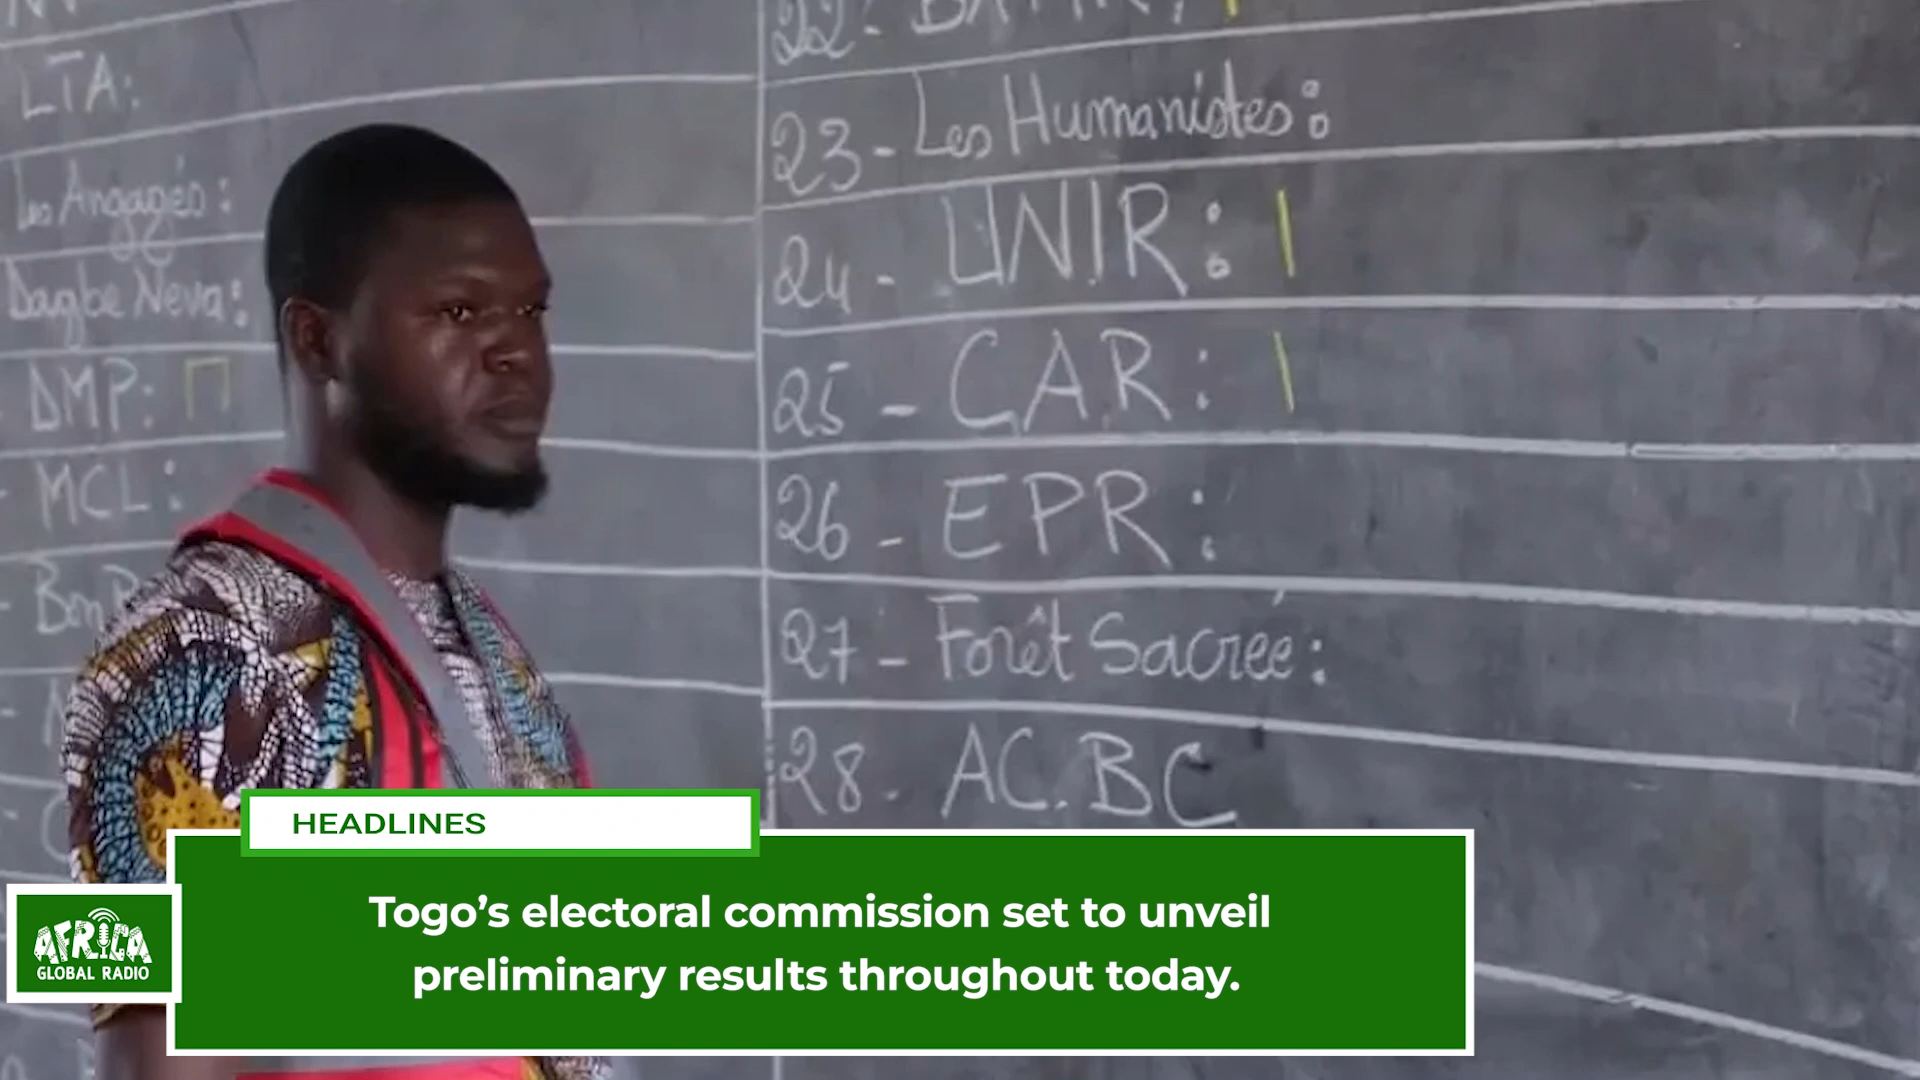 LTA:
Les Angagés:
Dagbe Neva:
DMP:
MCL:
22-
23- Les Humanistes:
24- UNIR:
25- CAR:
26- EPR:
27- Forêt Sacrée:
28- AC.BC
HEADLINES
Togo’s electoral commission set to unveil
preliminary results throughout today.
AFRICA
GLOBAL RADIO